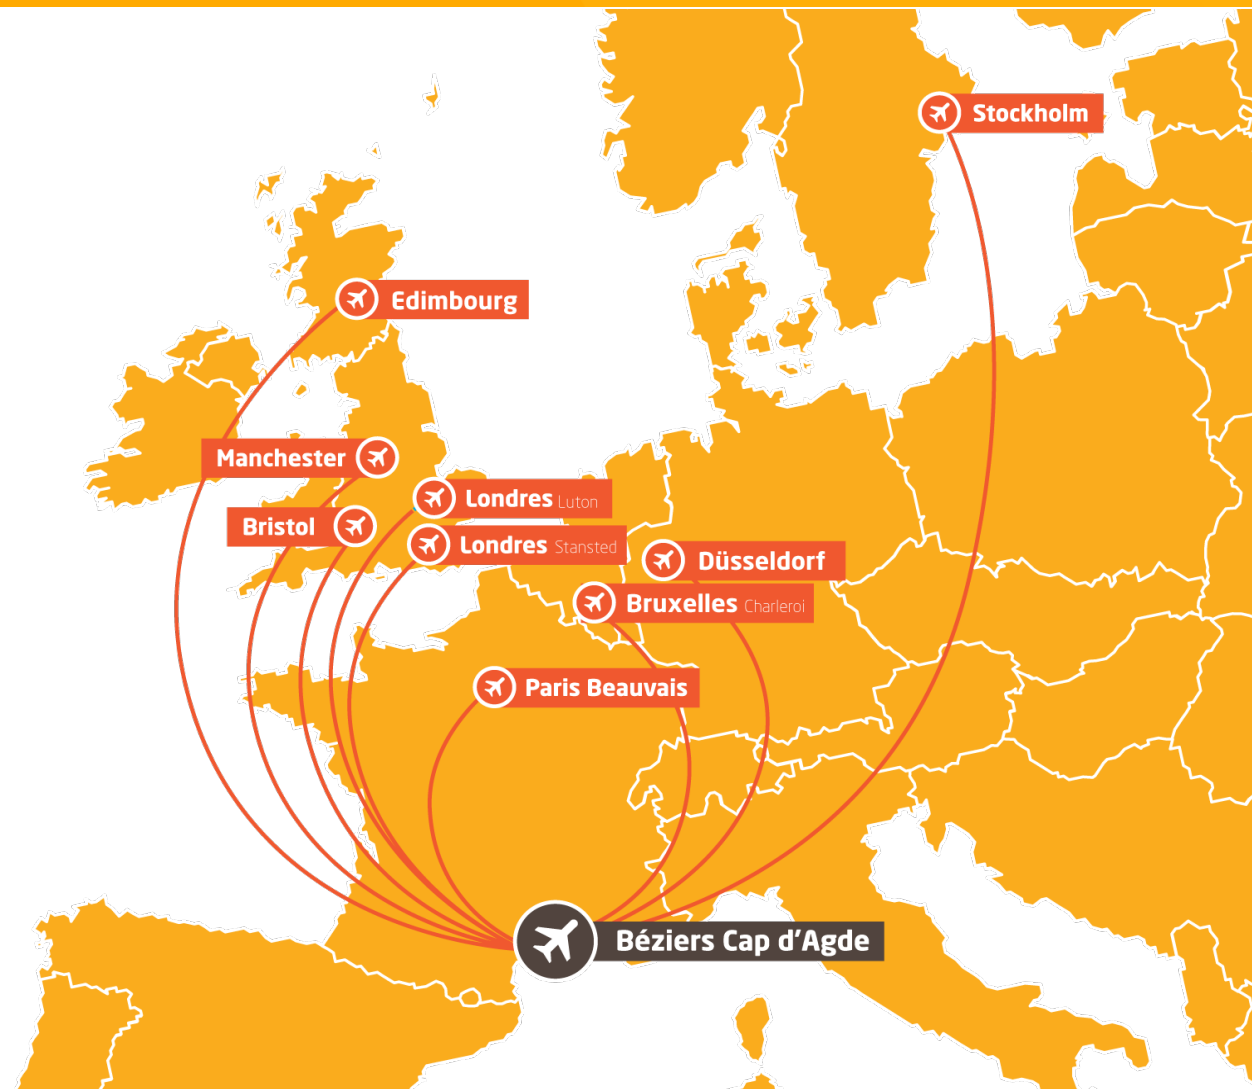 Stockholm
Edimbourg
Manchester
Londres Luton
Bristol
Londres Stansted
Düsseldorf
Bruxelles Charleroi
Paris Beauvais
Béziers Cap d'Agde